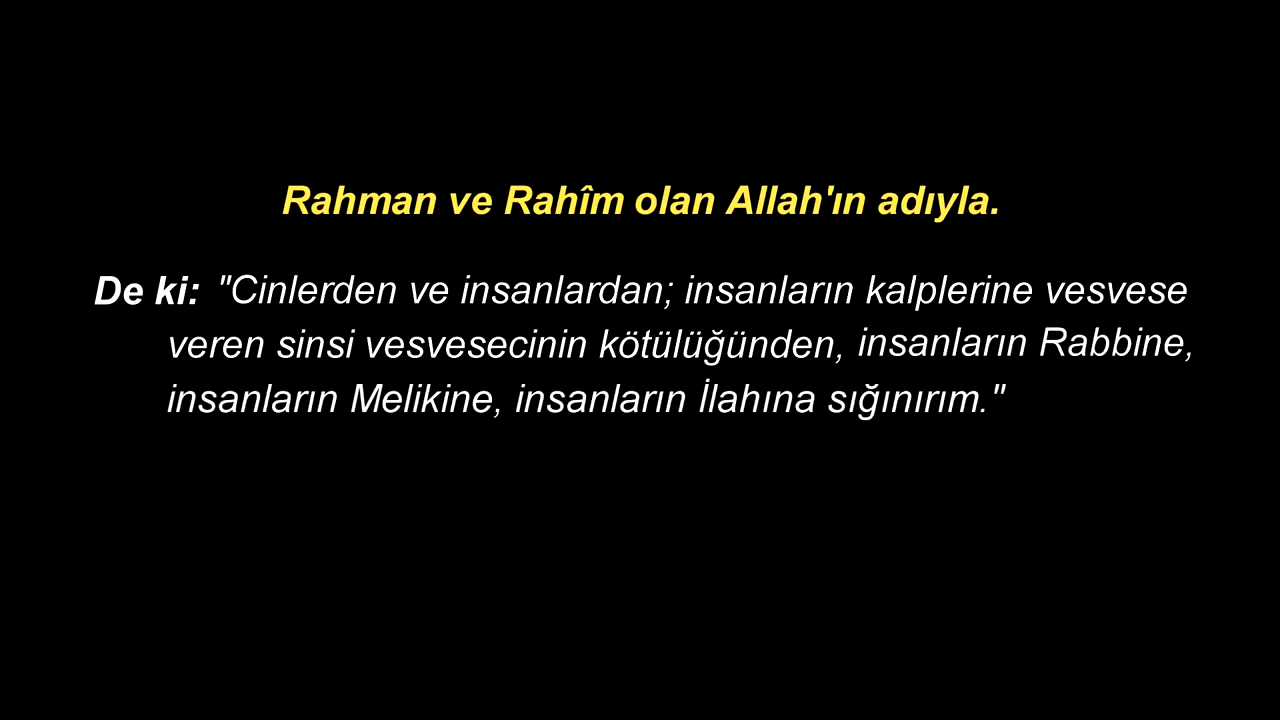 Rahman ve Rahîm olan Allah'ın adıyla.
De ki: "Cinlerden ve insanlardan; insanların kalplerine vesvese
veren sinsi vesvesecinin kötülüğünden, insanların Rabbine,
insanların Melikine, insanların İlahına sığınırım."